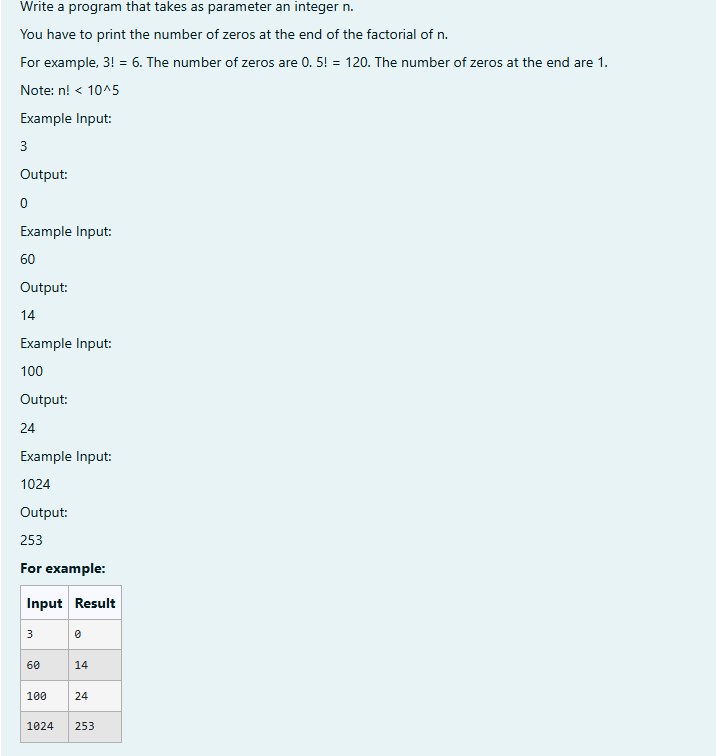 Write a program that takes as parameter an integer n.
You have to print the number of zeros at the end of the factorial of n.
For example, 3! = 6. The number of zeros are 0. 5! = 120. The number of zeros at the end are 1.
Note: n! < 10^5
Example Input:
3
Output:
0
Example Input:
60
Output:
14
Example Input:
100
Output:
24
Example Input:
1024
Output:
253
For example:
Input Result
3 0
60 14
100 24
1024 253